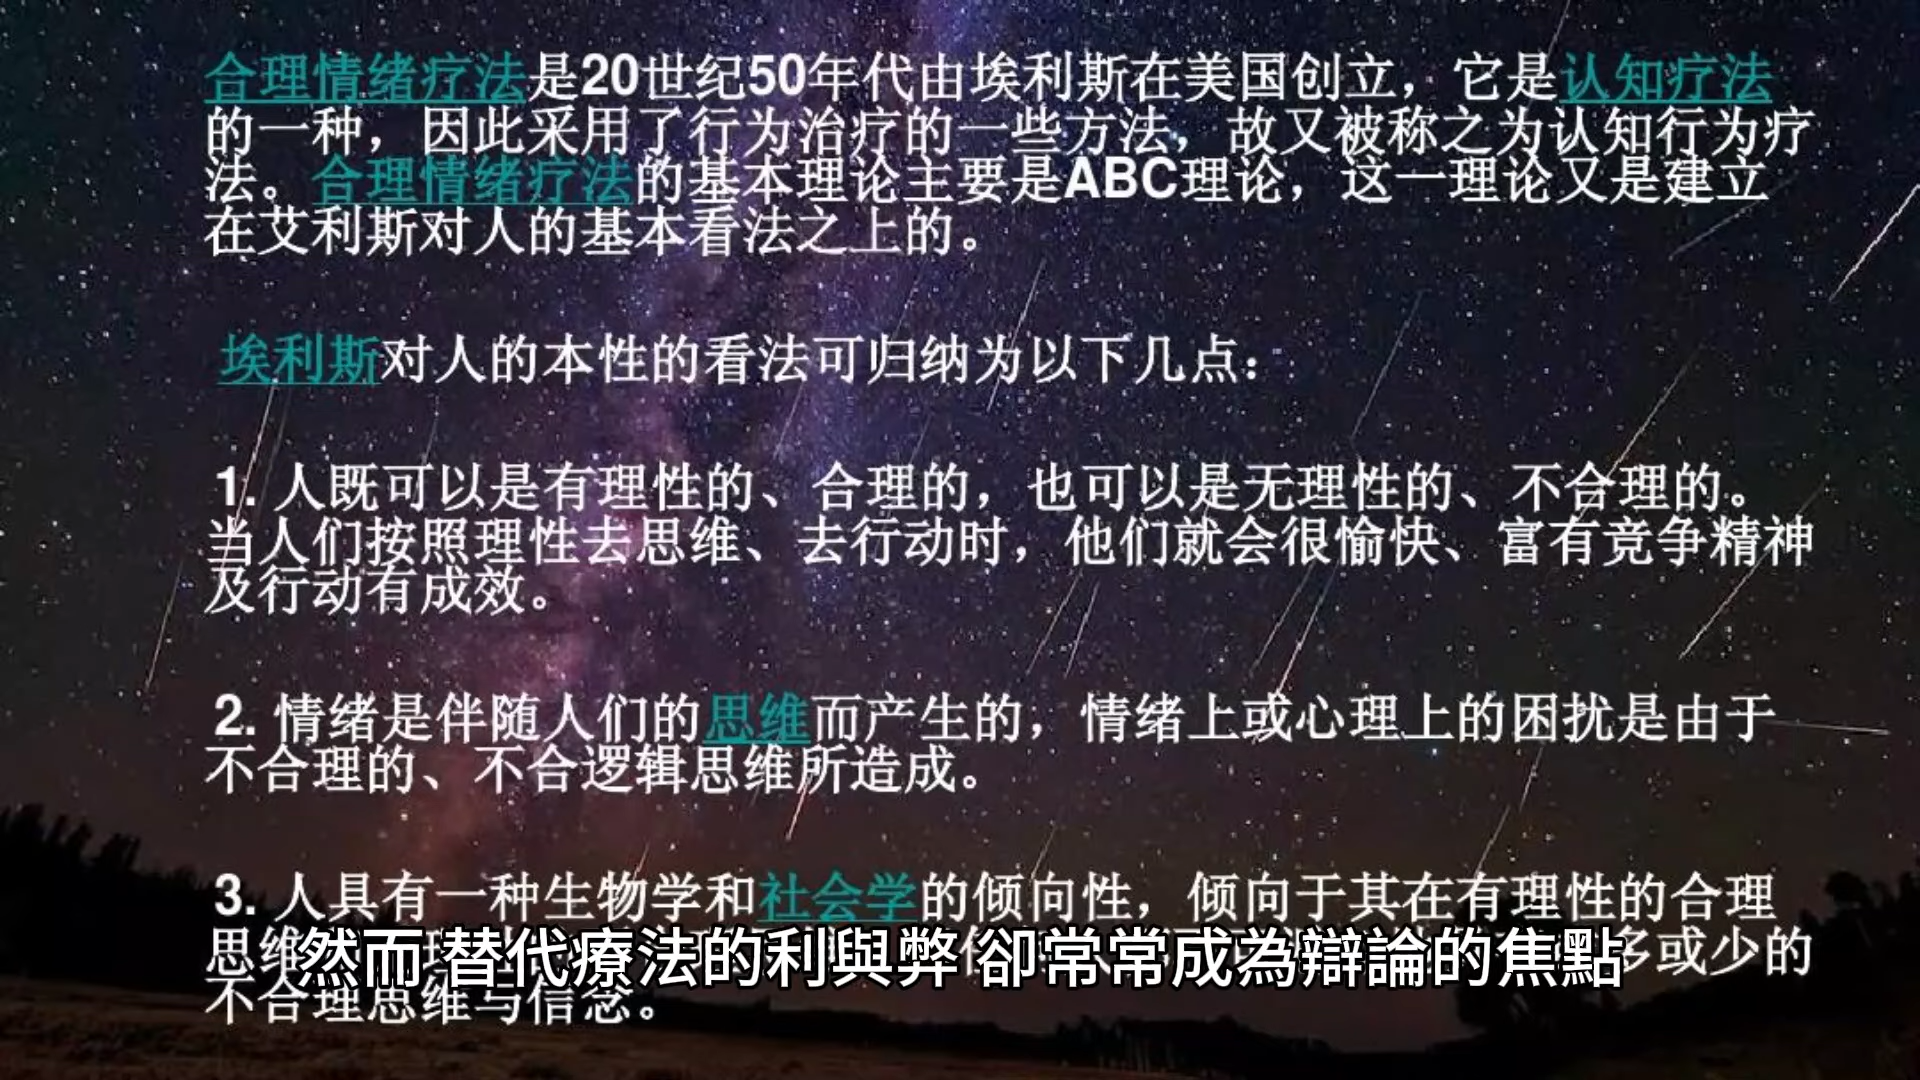 合理情绪疗法是20世纪50年代由埃利斯在美国创立，它是认知疗法
的一种，因此采用了行为治疗的一些方法，故又被称之为认知行为疗
法。合理情绪疗法的基本理论主要是ABC理论，这一理论又是建立
在艾利斯对人的基本看法之上的。
埃利斯对人的本性的看法可归纳为以下几点：
1. 人既可以是有理性的、合理的，也可以是无理性的、不合理的。
当人们按照理性去思维、去行动时，他们就会很愉快、富有竞争精神
及行动有成效。
2. 情绪是伴随人们的思维而产生的，情绪上或心理上的困扰是由于
不合理的、不合逻辑思维所造成。
3. 人具有一种生物学和社会学的倾向性，倾向于其在有理性的合理
思维 多或少的
然而 替代療法的利與弊 卻常常成為辯論的焦點
不合理思维与信念。